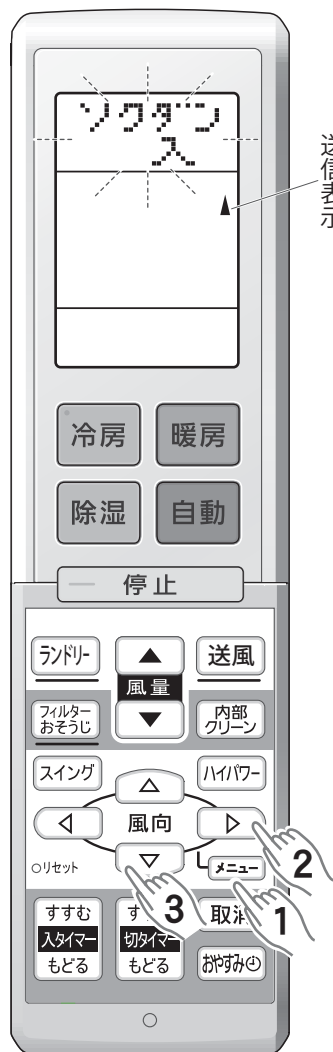 ソクダン
入
送信表示
冷房
暖房
除湿
自動
停止
ランドリー
▲
風量
▼
送風
フィルター
おそうじ
内部
クリーン
スイング
ハイパワー
△
◁
風向
▷
▽
○リセット
メニュー
2
3
1
すすむ
入タイマー
もどる
切タイマー
もどる
おやすみ